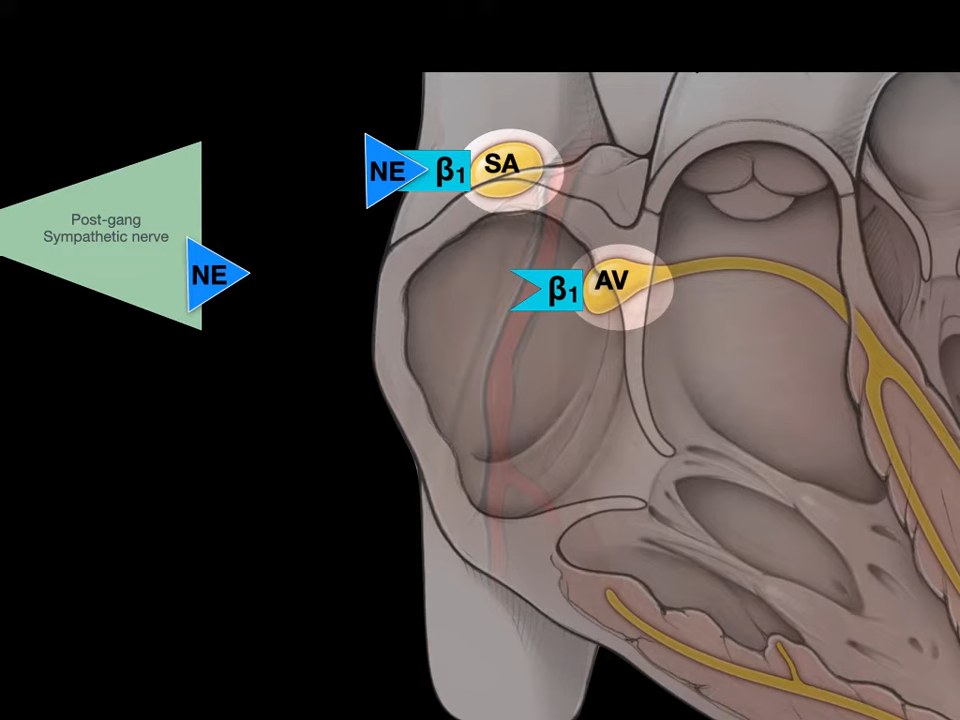 NE β₁ SA
Post-gang
Sympathetic nerve
NE
β₁ AV